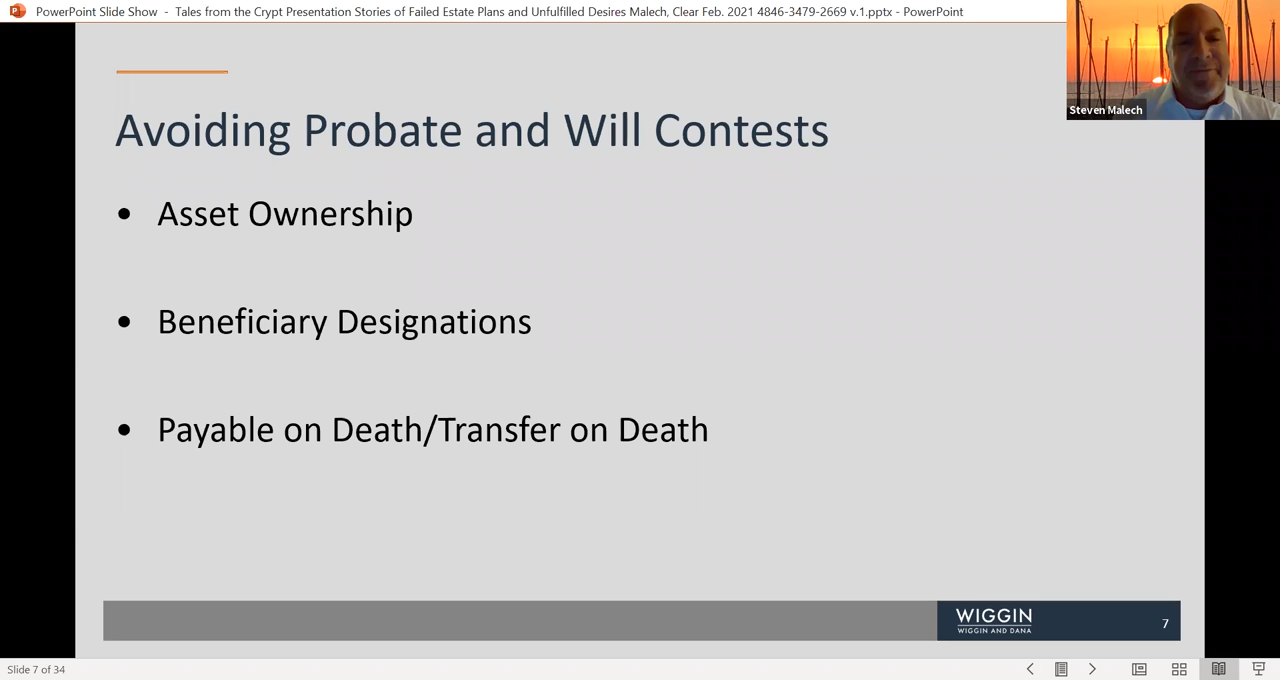 PowerPoint Slide Show - Tales from the Crypt Presentation Stories of Failed Estate Plans and Unfulfilled Desires Malech, Clear Feb. 2021 4846-3479-2669 v.1.pptx - PowerPoint
Steven Malech
Avoiding Probate and Will Contests
• Asset Ownership
• Beneficiary Designations
• Payable on Death/Transfer on Death
WIGGIN
WIGGIN AND DANA
7
Slide 7 of 34